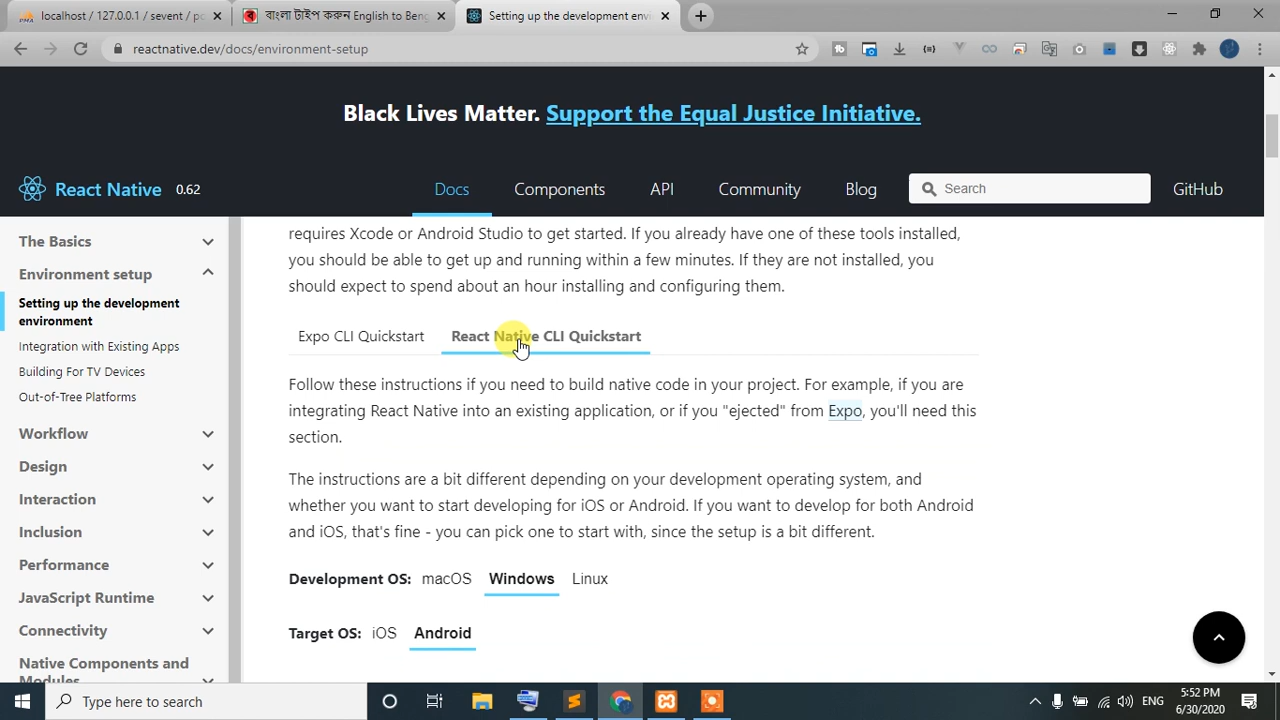 localhost / 127.0.0.1 / sevent / pc
বাংলা টাইপ করুন English to Beng
Setting up the development envi
reactnative.dev/docs/environment-setup
Black Lives Matter. Support the Equal Justice Initiative.
React Native 0.62 Docs Components API Community Blog Search GitHub
The Basics
Environment setup
Setting up the development
environment
Integration with Existing Apps
Building For TV Devices
Out-of-Tree Platforms
Workflow
Design
Interaction
Inclusion
Performance
JavaScript Runtime
Connectivity
Native Components and
Modules
requires Xcode or Android Studio to get started. If you already have one of these tools installed,
you should be able to get up and running within a few minutes. If they are not installed, you
should expect to spend about an hour installing and configuring them.
Expo CLI Quickstart React Native CLI Quickstart
Follow these instructions if you need to build native code in your project. For example, if you are
integrating React Native into an existing application, or if you "ejected" from Expo, you'll need this
section.
The instructions are a bit different depending on your development operating system, and
whether you want to start developing for iOS or Android. If you want to develop for both Android
and iOS, that's fine - you can pick one to start with, since the setup is a bit different.
Development OS: macOS Windows Linux
Target OS: iOS Android
Type here to search
ENG
5:52 PM
6/30/2020